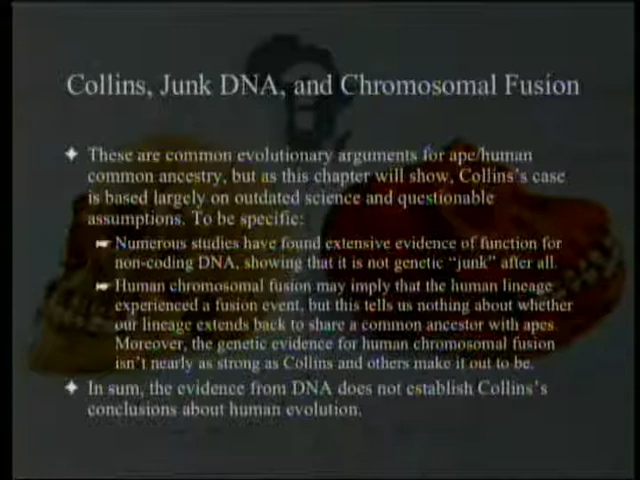 Collins, Junk DNA, and Chromosomal Fusion
These are common evolutionary arguments for ape/human
common ancestry, but as this chapter will show, Collins's case
is based largely on outdated science and questionable
assumptions. To be specific:
Numerous studies have found extensive evidence of function for
non-coding DNA, showing that it is not genetic "junk" after all.
Human chromosomal fusion may imply that the human lineage
experienced a fusion event, but this tells us nothing about whether
our lineage extends back to share a common ancestor with apes.
Moreover, the genetic evidence for human chromosomal fusion
isn't nearly as strong as Collins and others make it out to be.
In sum, the evidence from DNA does not establish Collins's
conclusions about human evolution.